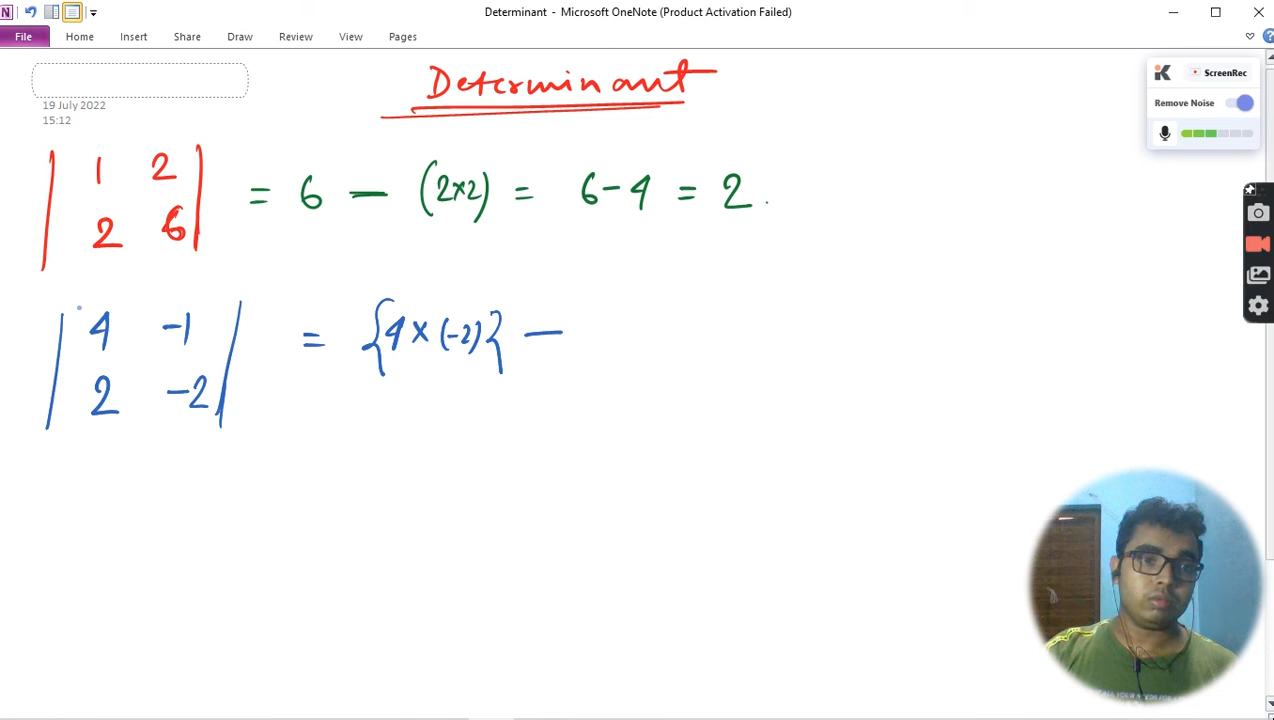 Determinant - Microsoft OneNote (Product Activation Failed)
File Home Insert Share Draw Review View Pages
ScreenRec
Remove Noise
Determinant
19 July 2022
15:12
| 1 2 |
| 2 6 | = 6 - (2×2) = 6-4 = 2.
| 4 -1 |
| 2 -2 | = {4×(-2)} -